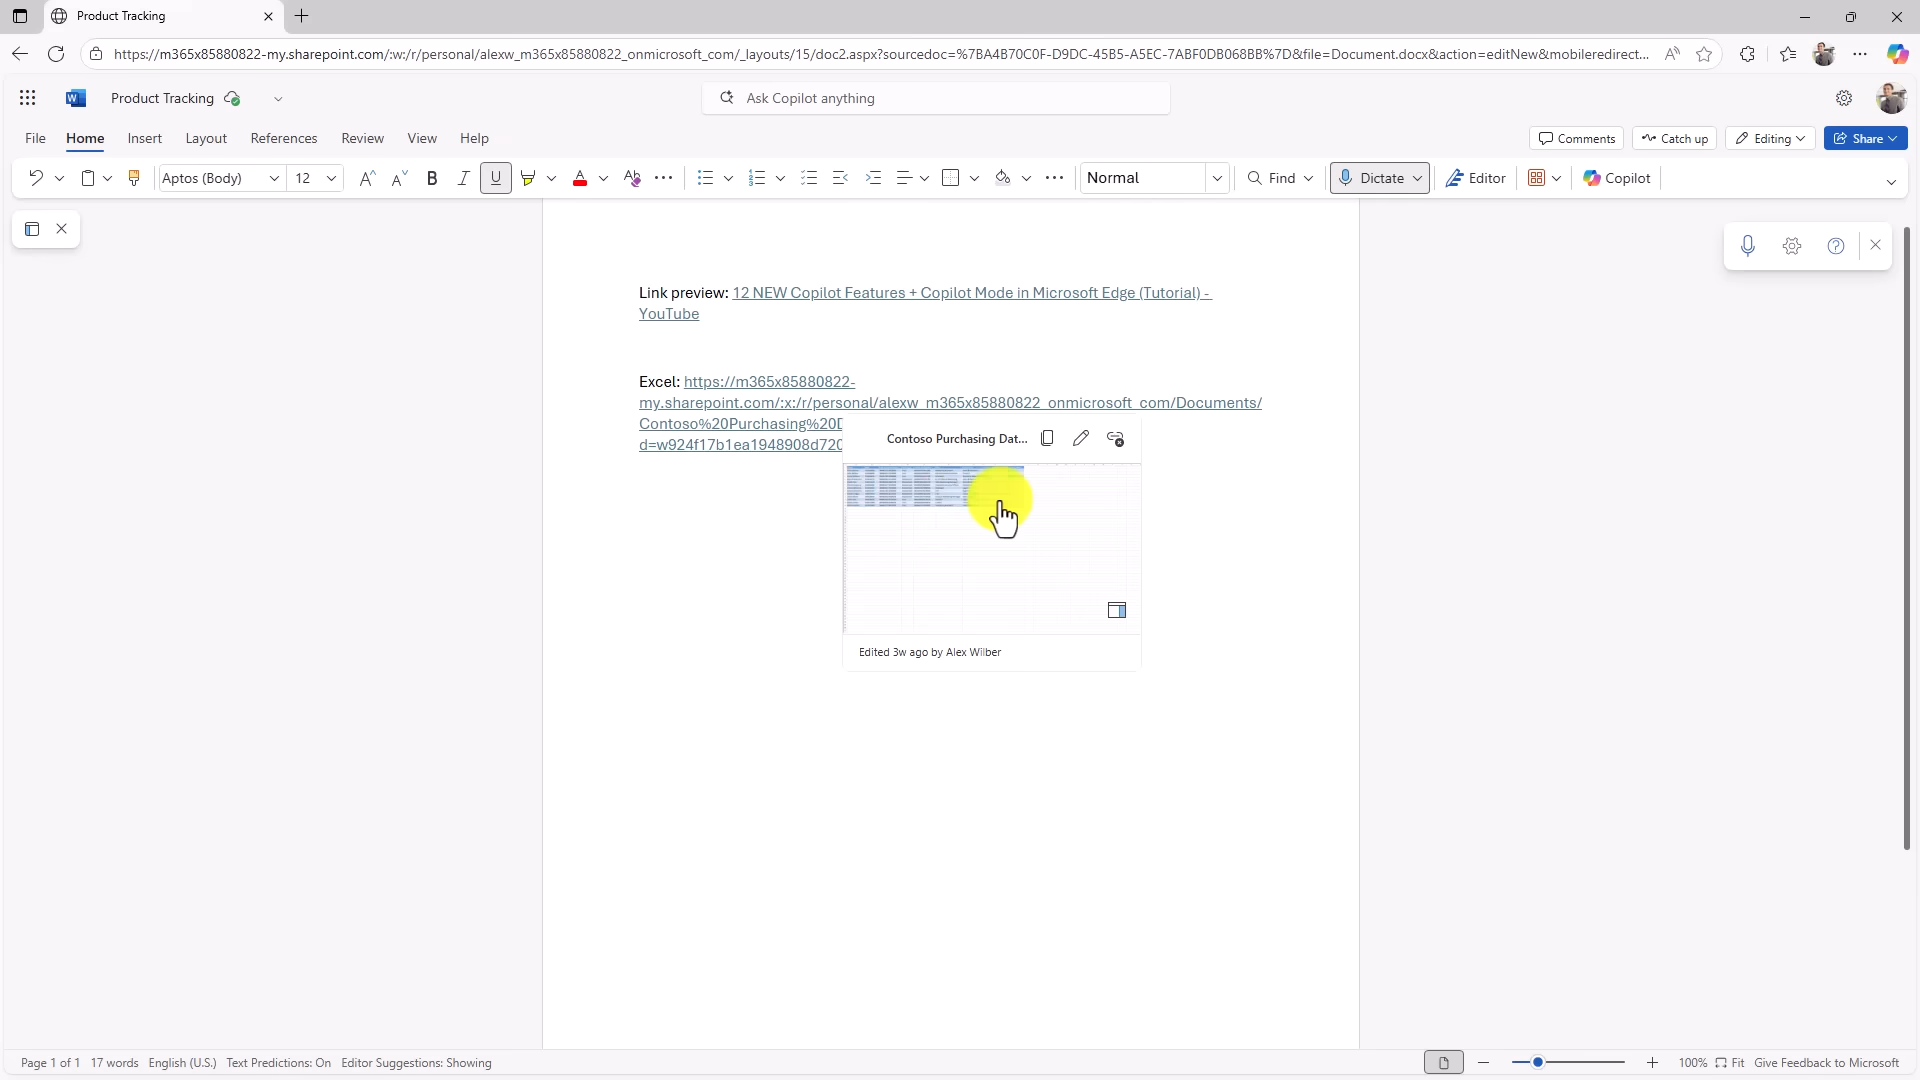 Product Tracking
https://m365x85880822-my.sharepoint.com/:w:/r/personal/alexw_m365x85880822_onmicrosoft_com/_layouts/15/doc2.aspx?sourcedoc=%7BA4B70C0F-D9DC-45B5-A5EC-7ABF0DB068BB%7D&file=Document.docx&action=editNew&mobileredirect...
Product Tracking
Ask Copilot anything
File Home Insert Layout References Review View Help
Comments Catch up Editing Share
Aptos (Body) 12 Normal Find Dictate Editor Copilot
Link preview: 12 NEW Copilot Features + Copilot Mode in Microsoft Edge (Tutorial) -
YouTube
Excel: https://m365x85880822-
my.sharepoint.com/:x:/r/personal/alexw_m365x85880822_onmicrosoft_com/Documents/
Contoso%20Purchasing%20D
d=w924f17b1ea1948908d720
Contoso Purchasing Dat...
Edited 3w ago by Alex Wilber
Page 1 of 1 17 words English (U.S.) Text Predictions: On Editor Suggestions: Showing
100% Fit Give Feedback to Microsoft